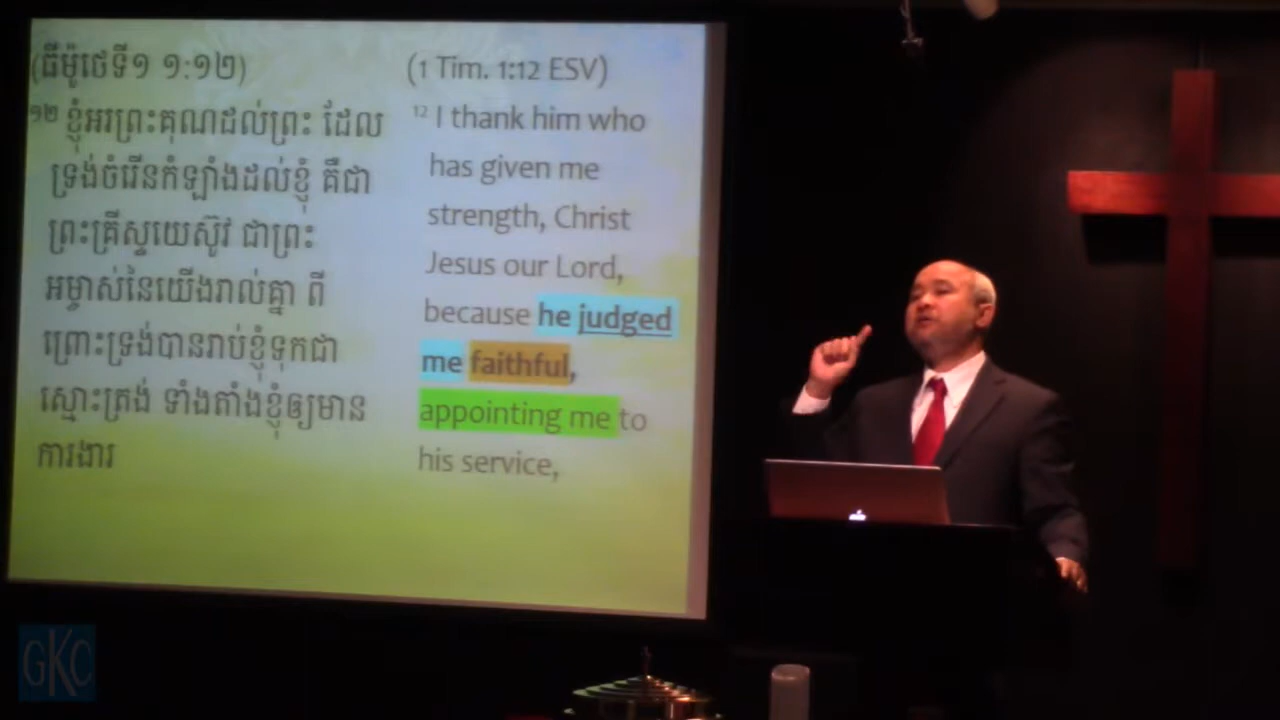 (ធីម៉ូថេទី១ ១:១២)
១២ ខ្ញុំអរព្រះគុណដល់ព្រះ ដែល
ទ្រង់ចំរើនកំឡាំងដល់ខ្ញុំ គឺជា
ព្រះគ្រីស្ទយេស៊ូវ ជាព្រះ
អម្ចាស់នៃយើងរាល់គ្នា ពី
ព្រោះទ្រង់បានរាប់ខ្ញុំទុកជា
ស្មោះត្រង់ ទាំងតាំងខ្ញុំឲ្យមាន
ការងារ
(1 Tim. 1:12 ESV)
12 I thank him who
has given me
strength, Christ
Jesus our Lord,
because he judged
me faithful,
appointing me to
his service,
GKC